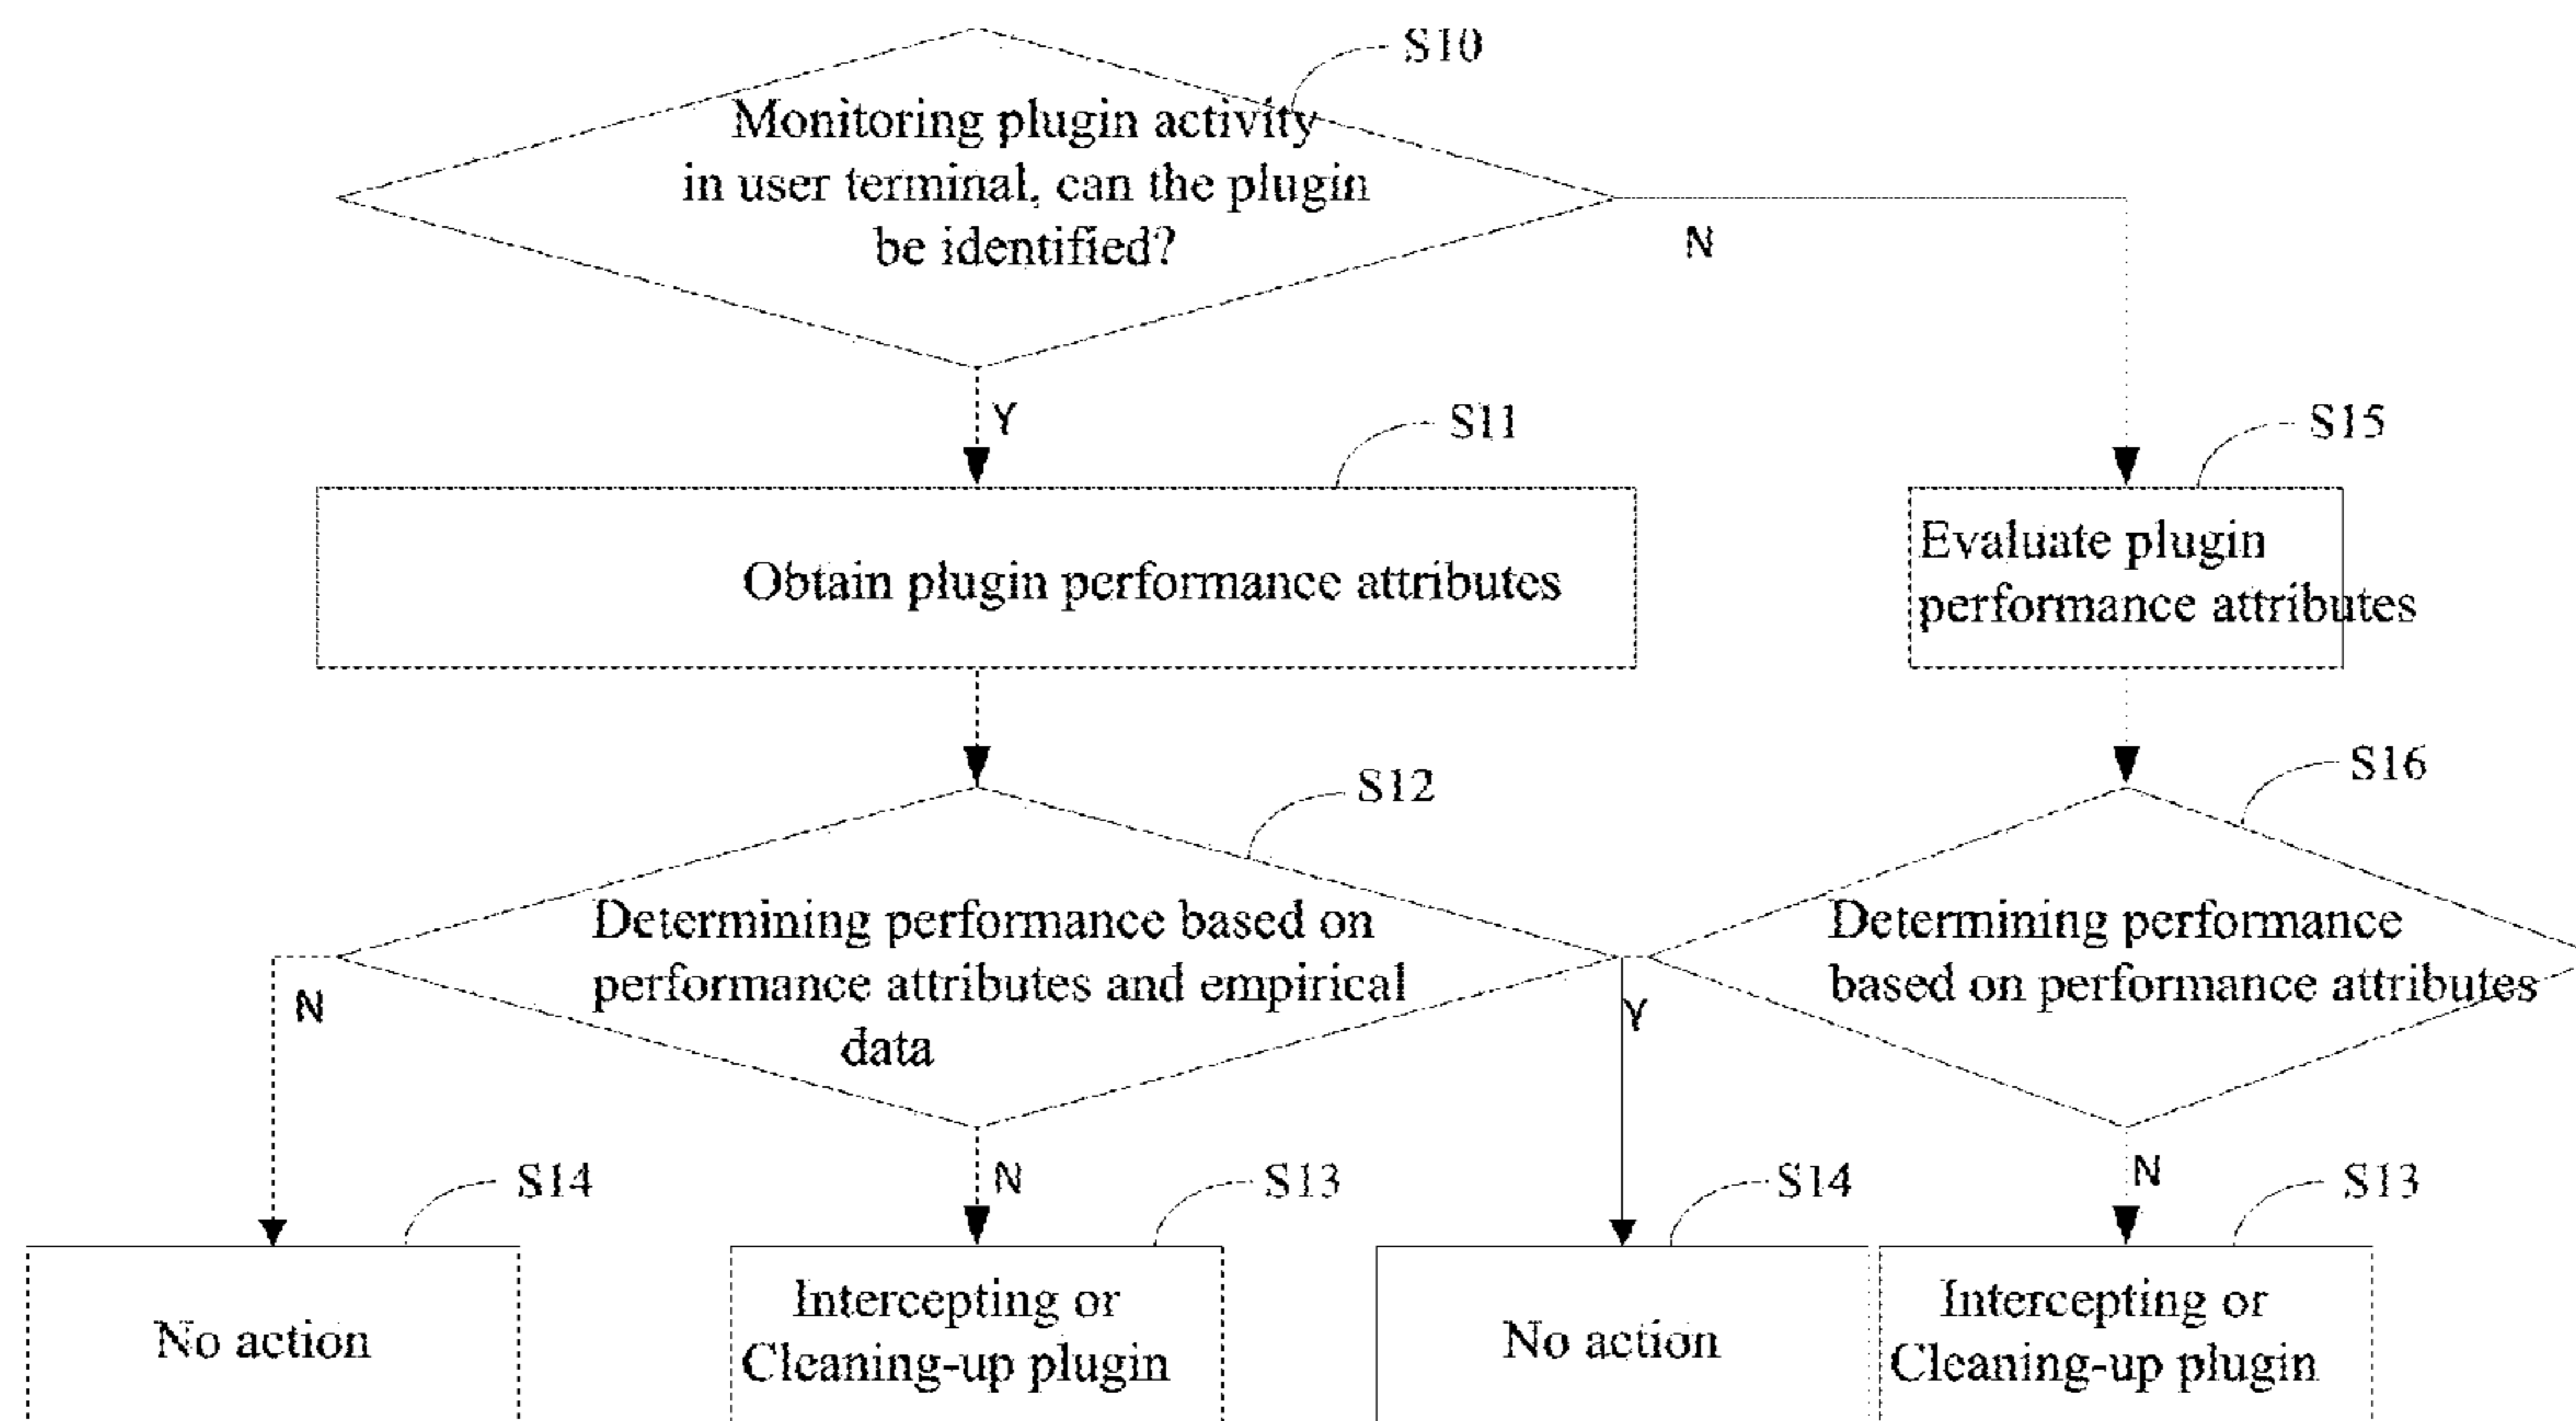 S10
Monitoring plugin activity
in user terminal, can the plugin
be identified?
N
Y
S11
S15
Obtain plugin performance attributes
Evaluate plugin
performance attributes
S12
S16
Determining performance based on
performance attributes and empirical
data
Determining performance
based on performance attributes
N
Y
N
N
S14
S13
S14
S13
No action
Intercepting or
Cleaning-up plugin
No action
Intercepting or
Cleaning-up plugin